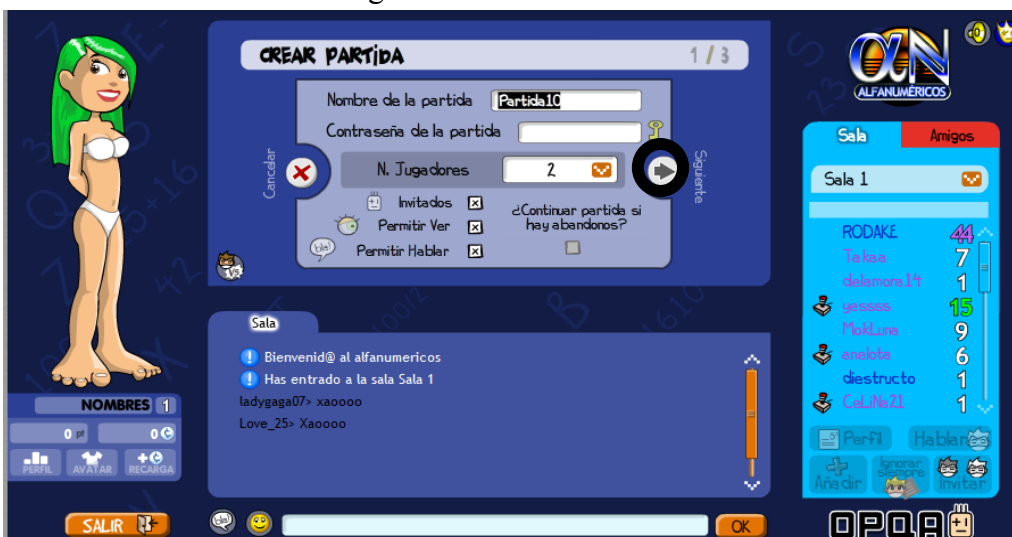 CREAR PARTIDA
1 / 3
Nombre de la partida
Partida10
Contraseña de la partida
Cancelar
N. Jugadores
2
Siguiente
Invitados
Permitir Ver
Permitir Hablar
¿Continuar partida si
hay abandonos?
VS
bla!
Sala
Bienvenid@ al alfanumericos
Has entrado a la sala Sala 1
ladygaga07> xaoooo
Love_25> Xaoooo
NOMBRES 1
0 pt
0 C
PERFIL
AVATAR
RECARGA
SALIR
OK
αN
ALFANUMÉRICOS
Sala
Amigos
Sala 1
RODAKE 44
Takaa 7
delamora14 1
yessss 15
MokLuna 9
anelota 6
diestructo 1
CaLiNa21 1
Perfil
Hablar
Añadir
Ignorar
siempre
Invitar